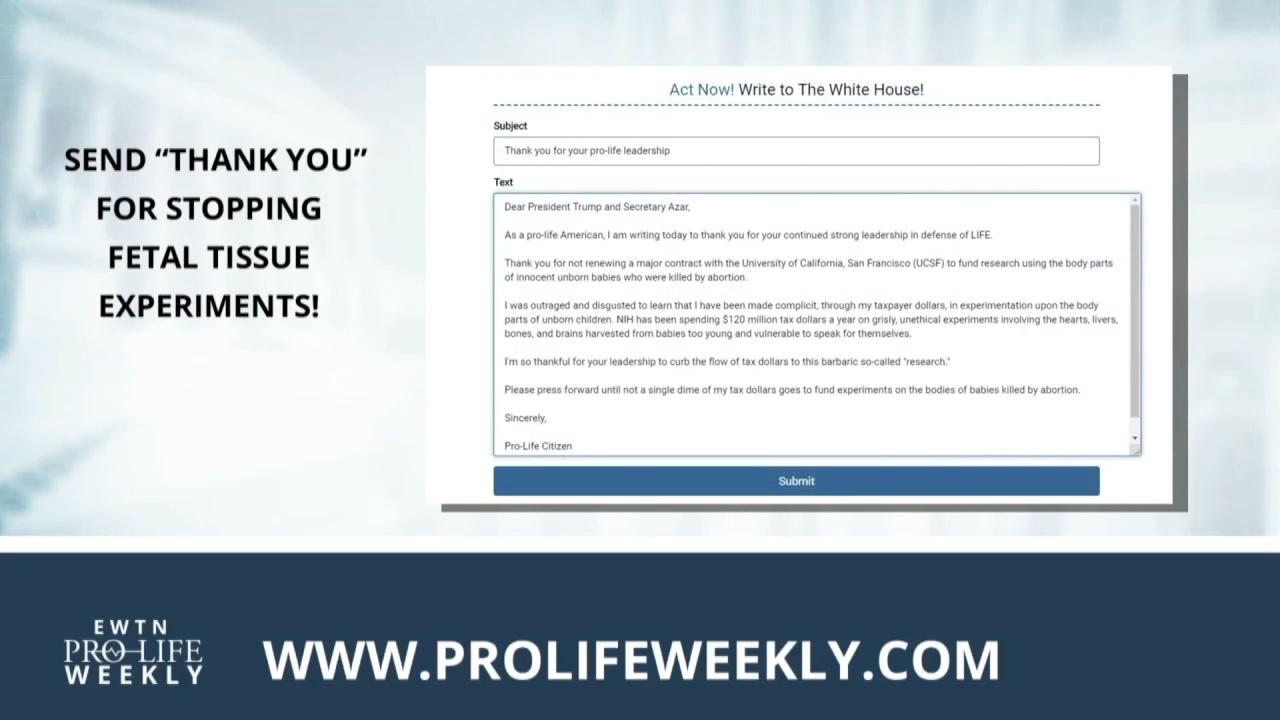 SEND “THANK YOU”
FOR STOPPING
FETAL TISSUE
EXPERIMENTS!
Act Now! Write to The White House!
Subject
Thank you for your pro-life leadership
Text
Dear President Trump and Secretary Azar,
As a pro-life American, I am writing today to thank you for your continued strong leadership in defense of LIFE.
Thank you for not renewing a major contract with the University of California, San Francisco (UCSF) to fund research using the body parts
of innocent unborn babies who were killed by abortion.
I was outraged and disgusted to learn that I have been made complicit, through my taxpayer dollars, in experimentation upon the body
parts of unborn children. NIH has been spending $120 million tax dollars a year on grisly, unethical experiments involving the hearts, livers,
bones, and brains harvested from babies too young and vulnerable to speak for themselves.
I'm so thankful for your leadership to curb the flow of tax dollars to this barbaric so-called "research."
Please press forward until not a single dime of my tax dollars goes to fund experiments on the bodies of babies killed by abortion.
Sincerely,
Pro-Life Citizen
Submit
EWTN
PRO-LIFE
WEEKLY
WWW.PROLIFEWEEKLY.COM